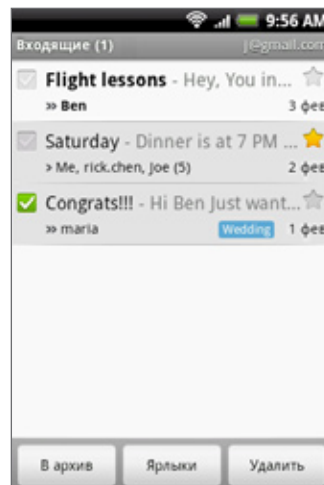 9:56 AM
Входящие (1) j@gmail.com
Flight lessons - Hey, You in...
» Ben 3 фев
Saturday - Dinner is at 7 PM ...
> Me, rick.chen, Joe (5) 2 фев
Congrats!!! - Hi Ben Just want...
» maria Wedding 1 фев
В архив Ярлыки Удалить